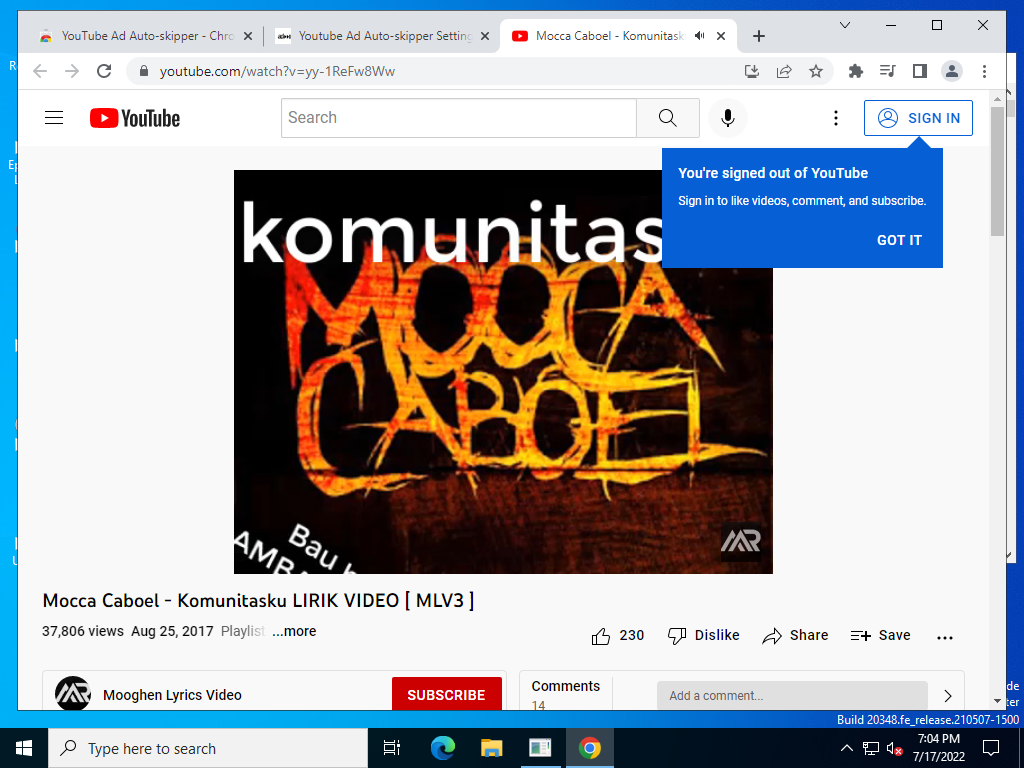 YouTube Ad Auto-skipper - Chro
Youtube Ad Auto-skipper Setting
Mocca Caboel - Komunitask
youtube.com/watch?v=yy-1ReFw8Ww
YouTube
Search
SIGN IN
You're signed out of YouTube
Sign in to like videos, comment, and subscribe.
GOT IT
komunitas
MOOCA
CABOEL
Bau
AMBA
MR
Mocca Caboel - Komunitasku LIRIK VIDEO [ MLV3 ]
37,806 views Aug 25, 2017 Playlist ...more
230 Dislike Share Save
MR
Mooghen Lyrics Video
SUBSCRIBE
Comments
14
Add a comment...
Build 20348.fe_release.210507-1500
Type here to search
7:04 PM
7/17/2022